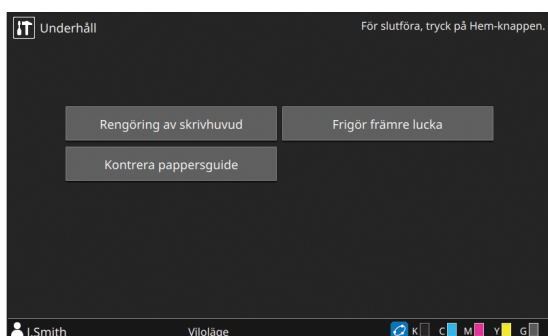 Underhåll
För slutföra, tryck på Hem-knappen.
Rengöring av skrivhuvud
Frigör främre lucka
Kontrera pappersguide
J.Smith
Viloläge
K C M Y G